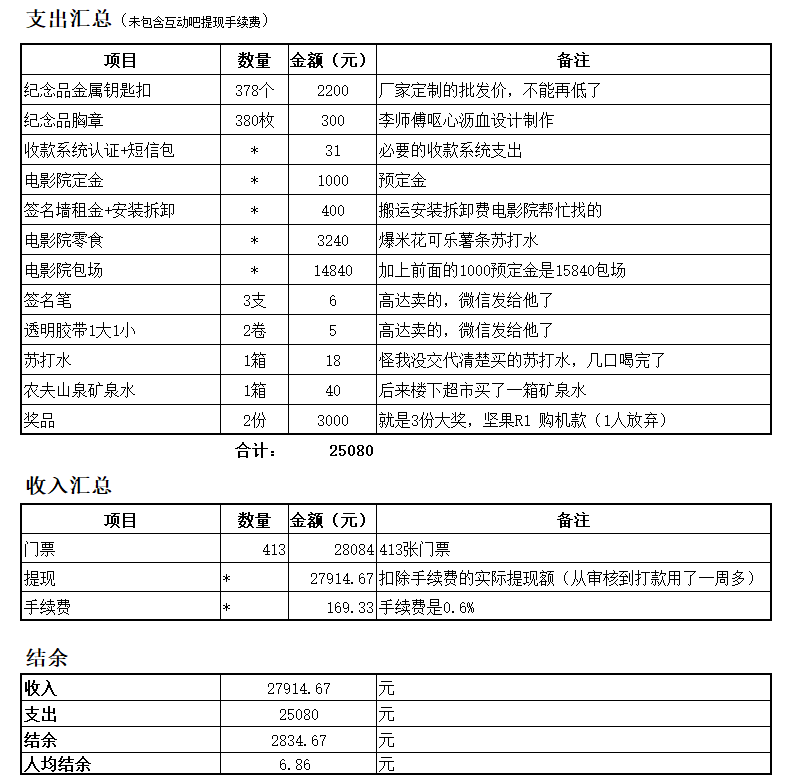 支出汇总（未包含互动吧提现手续费）
项目 数量 金额（元） 备注
纪念品金属钥匙扣 378个 2200 厂家定制的批发价，不能再低了
纪念品胸章 380枚 300 李师傅呕心沥血设计制作
收款系统认证+短信包 * 31 必要的收款系统支出
电影院定金 * 1000 预定金
签名墙租金+安装拆卸 * 400 搬运安装拆卸费电影院帮忙找的
电影院零食 * 3240 爆米花可乐薯条苏打水
电影院包场 * 14840 加上前面的1000预定金是15840包场
签名笔 3支 6 高达卖的，微信发给他了
透明胶带1大1小 2卷 5 高达卖的，微信发给他了
苏打水 1箱 18 怪我没交代清楚买的苏打水，几口喝完了
农夫山泉矿泉水 1箱 40 后来楼下超市买了一箱矿泉水
奖品 2份 3000 就是3份大奖，坚果R1 购机款（1人放弃）
合计： 25080
收入汇总
项目 数量 金额（元） 备注
门票 413 28084 413张门票
提现 * 27914.67 扣除手续费的实际提现额（从审核到打款用了一周多）
手续费 * 169.33 手续费是0.6%
结余
收入 27914.67 元
支出 25080 元
结余 2834.67 元
人均结余 6.86 元